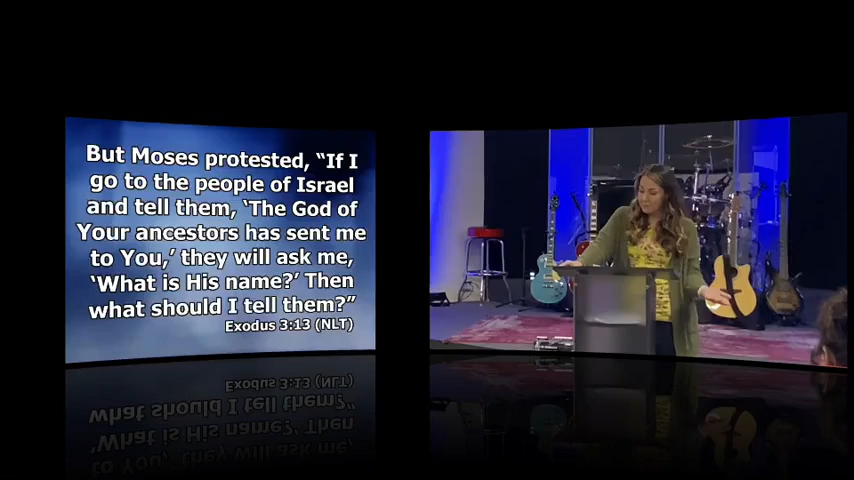 But Moses protested, “If I
go to the people of Israel
and tell them, ‘The God of
Your ancestors has sent me
to You,’ they will ask me,
‘What is His name?’ Then
what should I tell them?”
Exodus 3:13 (NLT)